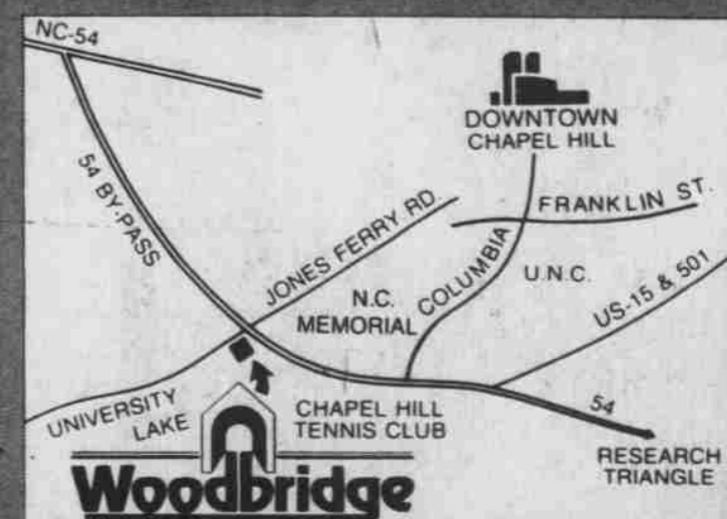 NC-54
DOWNTOWN
CHAPEL HILL
54 BY-PASS
JONES FERRY RD.
FRANKLIN ST.
COLUMBIA
U.N.C.
N.C.
MEMORIAL
US-15 & 501
UNIVERSITY
LAKE
CHAPEL HILL
TENNIS CLUB
54
RESEARCH
TRIANGLE
Woodbridge